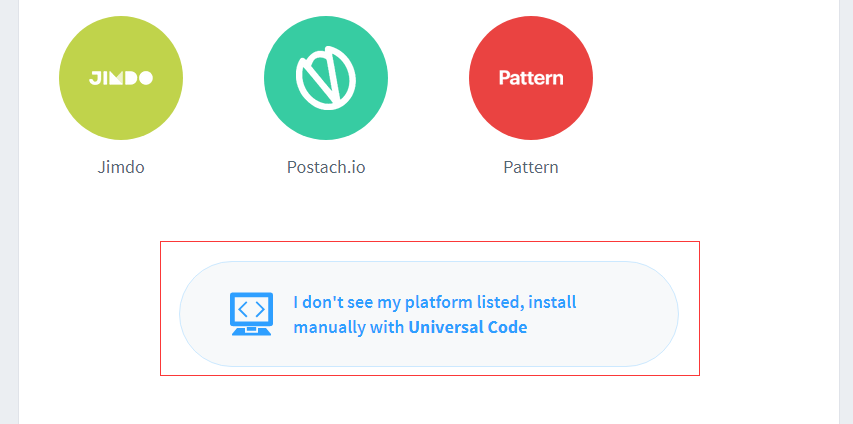 JIMDO
Pattern
Jimdo
Postach.io
Pattern
I don't see my platform listed, install
manually with Universal Code